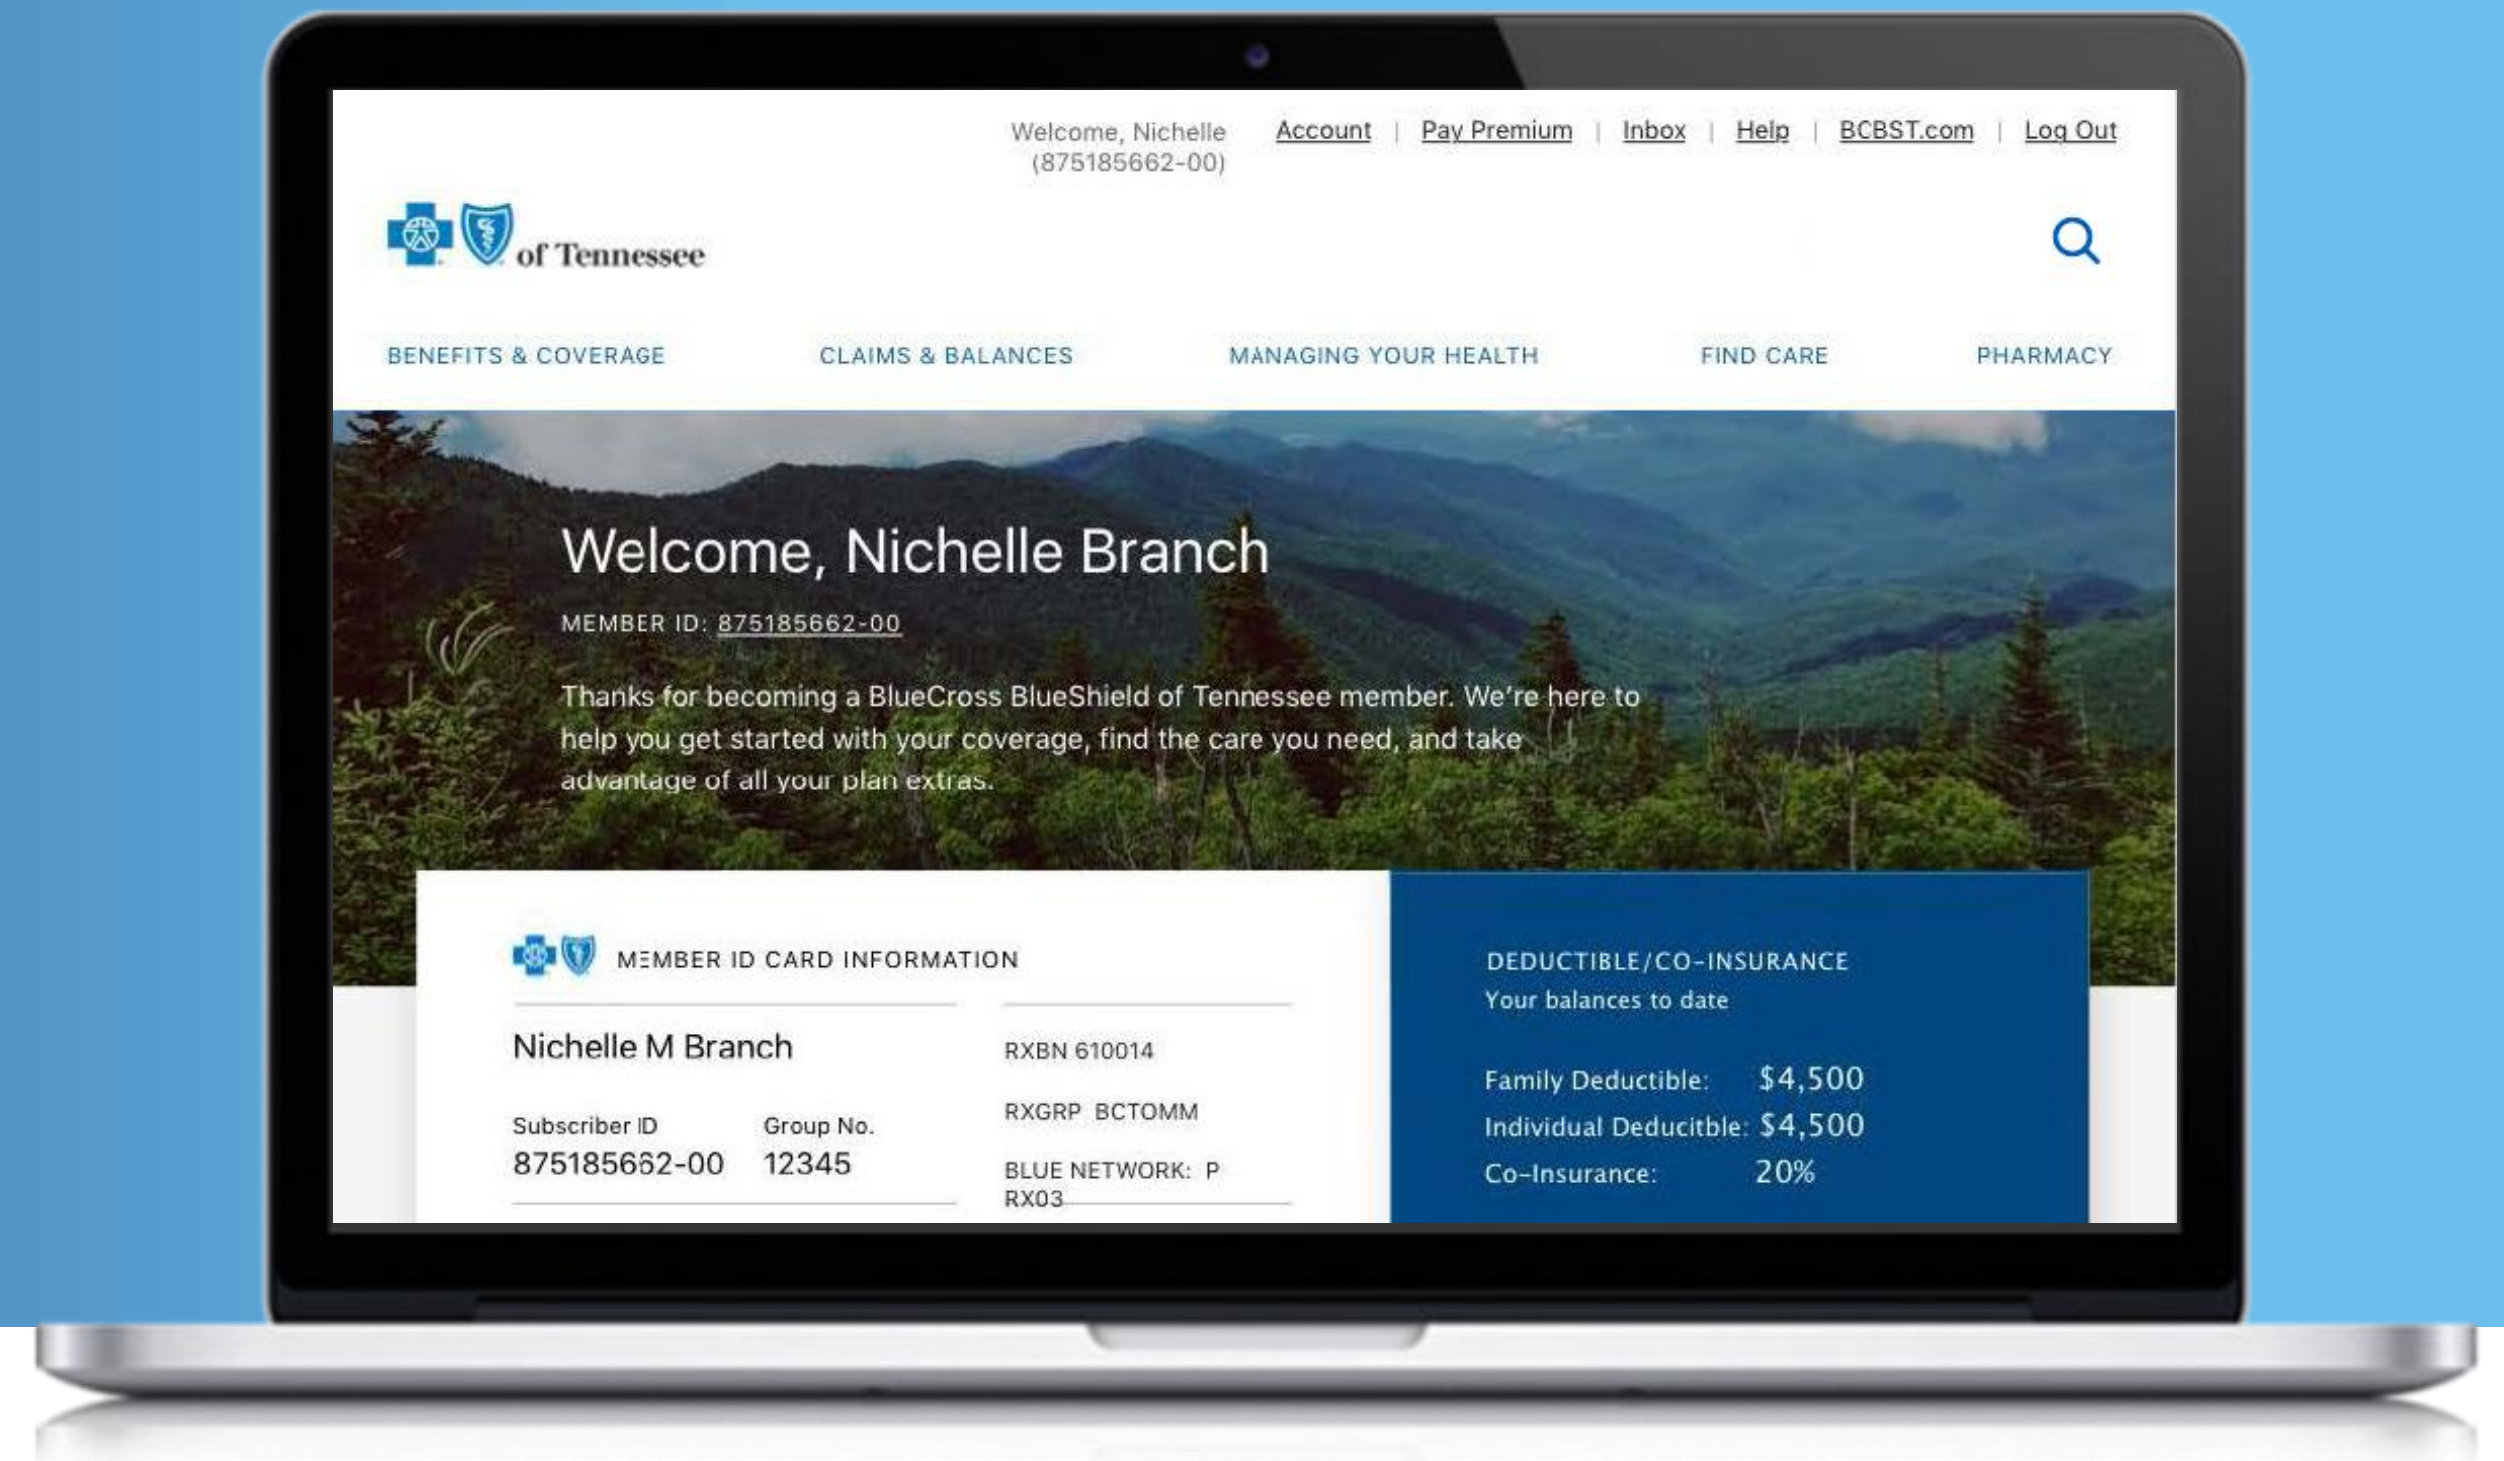 Welcome, Nichelle
(875185662-00)
Account | Pay Premium | Inbox | Help | BCBST.com | Log Out
of Tennessee
BENEFITS & COVERAGE CLAIMS & BALANCES MANAGING YOUR HEALTH FIND CARE PHARMACY
Welcome, Nichelle Branch
MEMBER ID: 875185662-00
Thanks for becoming a BlueCross BlueShield of Tennessee member. We're here to
help you get started with your coverage, find the care you need, and take
advantage of all your plan extras.
MEMBER ID CARD INFORMATION
Nichelle M Branch
Subscriber ID Group No.
875185662-00 12345
RXBN 610014
RXGRP BCTOMM
BLUE NETWORK: P
RX03
DEDUCTIBLE/CO-INSURANCE
Your balances to date
Family Deductible: $4,500
Individual Deducitble: $4,500
Co-Insurance: 20%